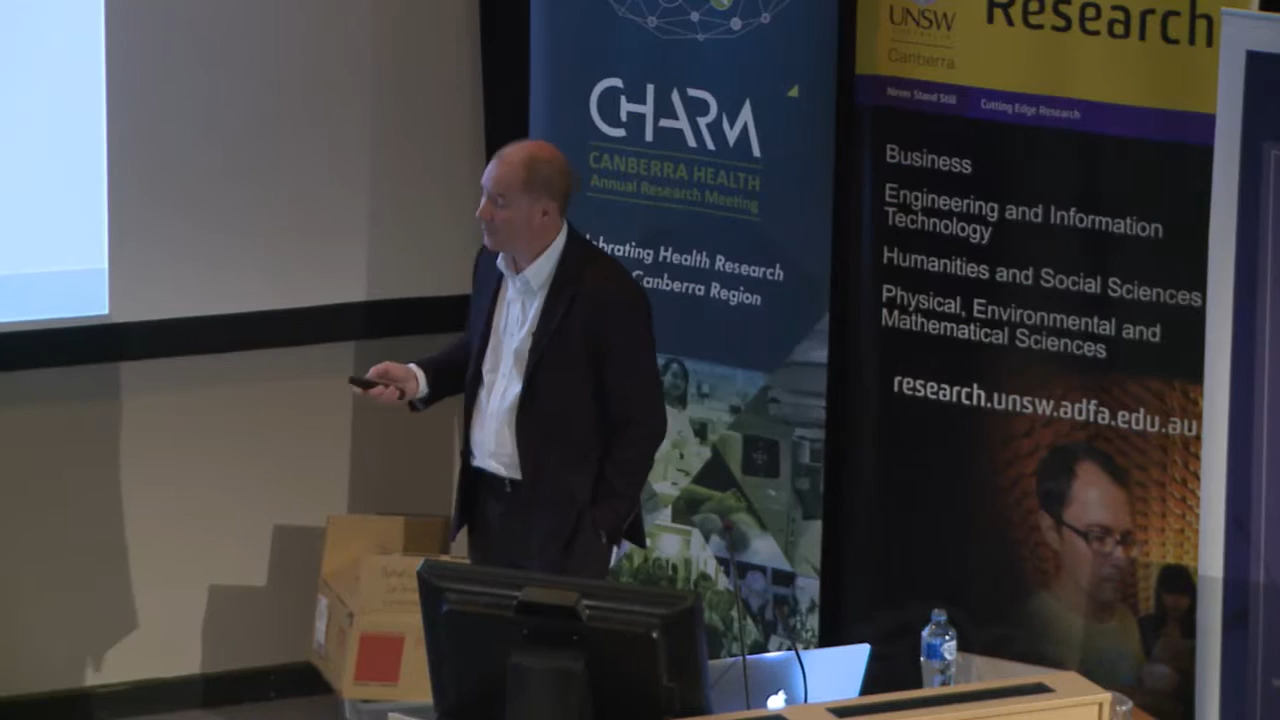 CHARM
CANBERRA HEALTH
Annual Research Meeting
brating Health Research
Canberra Region
UNSW
Canberra
Research
Never Stand Still
Cutting Edge Research
Business
Engineering and Information
Technology
Humanities and Social Sciences
Physical, Environmental and
Mathematical Sciences
research.unsw.adfa.edu.au